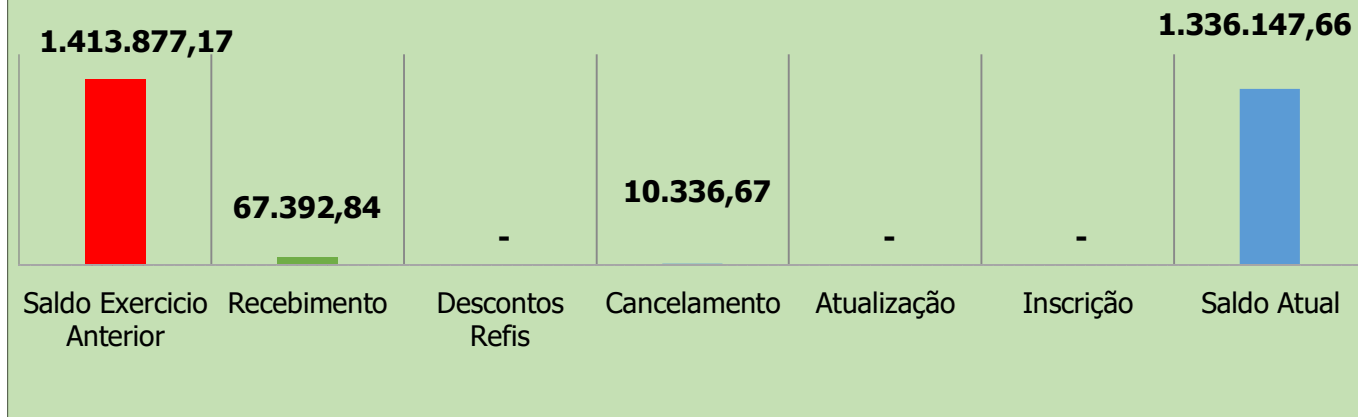 1.413.877,17
67.392,84
-
10.336,67
-
-
1.336.147,66
Saldo Exercicio
Anterior
Recebimento
Descontos
Refis
Cancelamento
Atualização
Inscrição
Saldo Atual